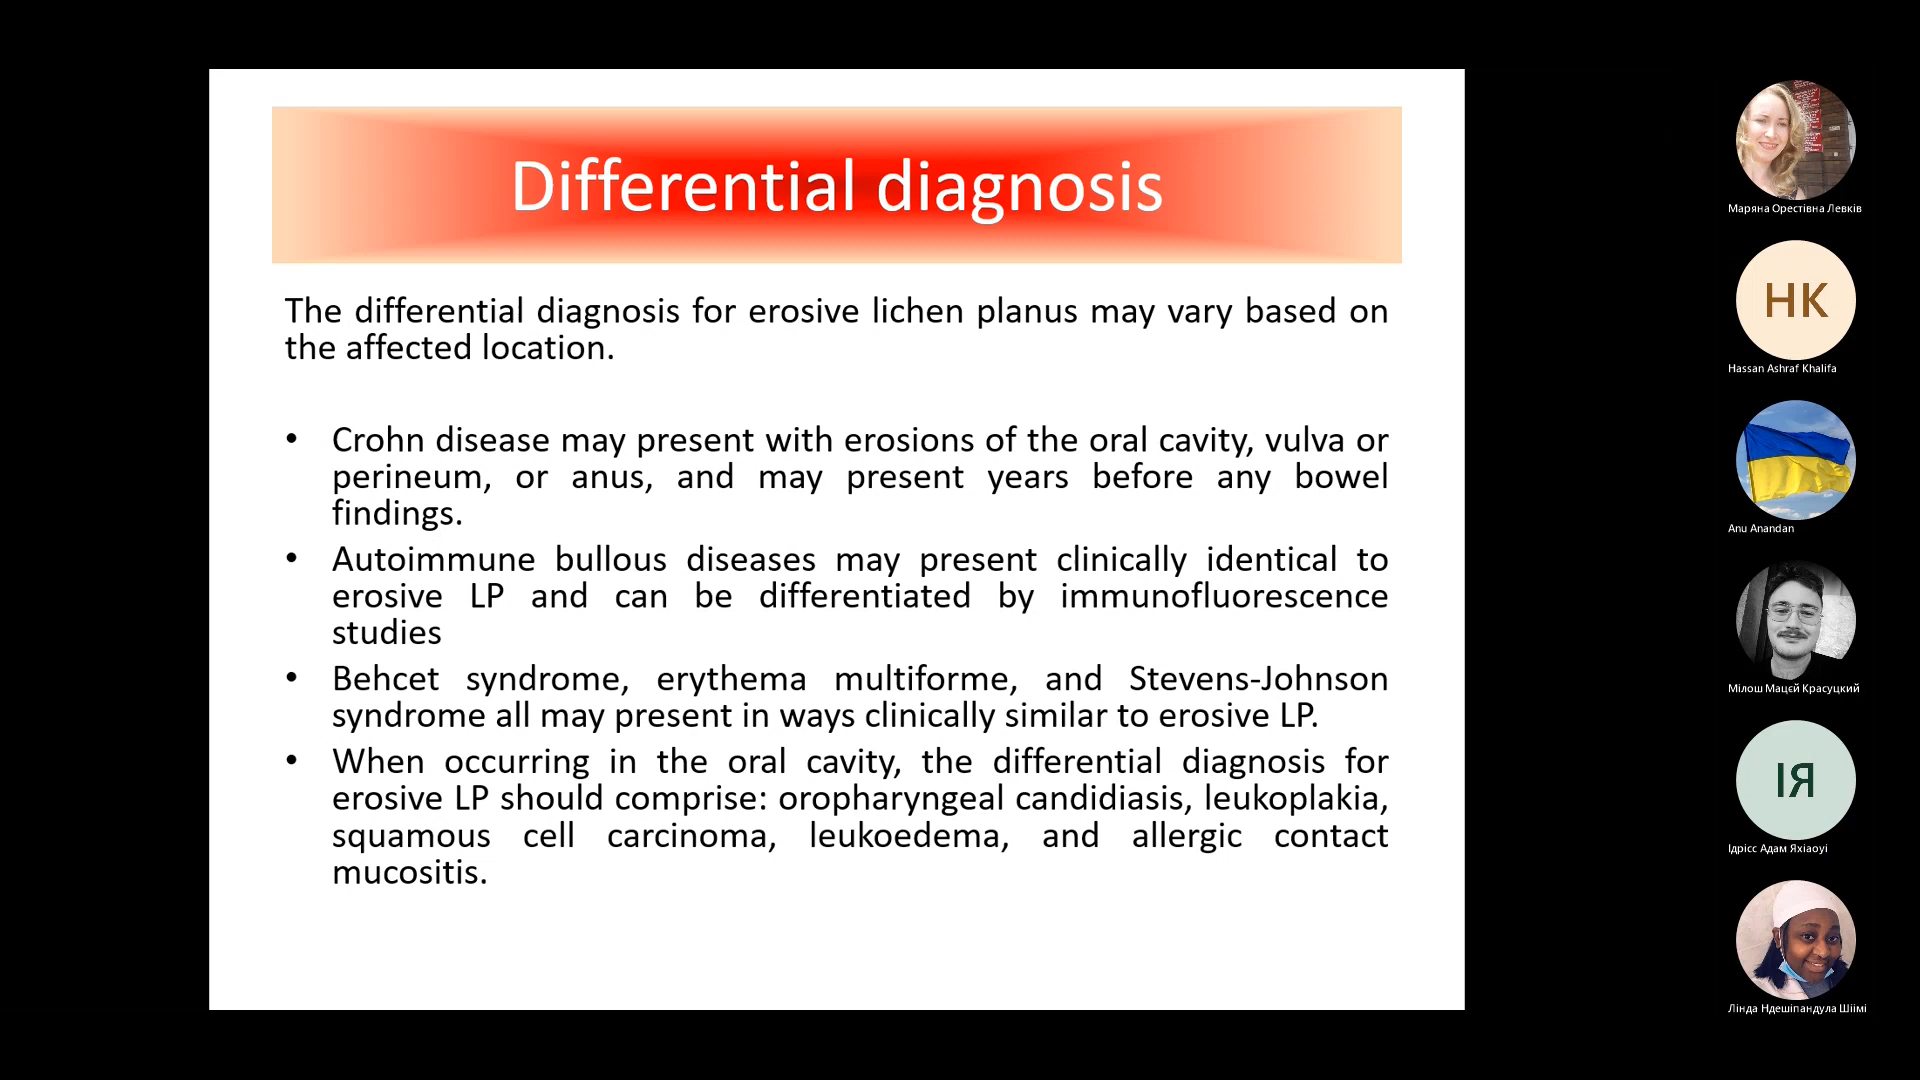 Differential diagnosis
The differential diagnosis for erosive lichen planus may vary based on
the affected location.
• Crohn disease may present with erosions of the oral cavity, vulva or
perineum, or anus, and may present years before any bowel
findings.
• Autoimmune bullous diseases may present clinically identical to
erosive LP and can be differentiated by immunofluorescence
studies
• Behcet syndrome, erythema multiforme, and Stevens-Johnson
syndrome all may present in ways clinically similar to erosive LP.
• When occurring in the oral cavity, the differential diagnosis for
erosive LP should comprise: oropharyngeal candidiasis, leukoplakia,
squamous cell carcinoma, leukoedema, and allergic contact
mucositis.
Маряна Орестівна Левків
НК
Hassan Ashraf Khalifa
Anu Anandan
Мілош Мацєй Красуцкий
ІЯ
Ідрісс Адам Яхіаоуі
Лінда Ндешіпандула Шіімі